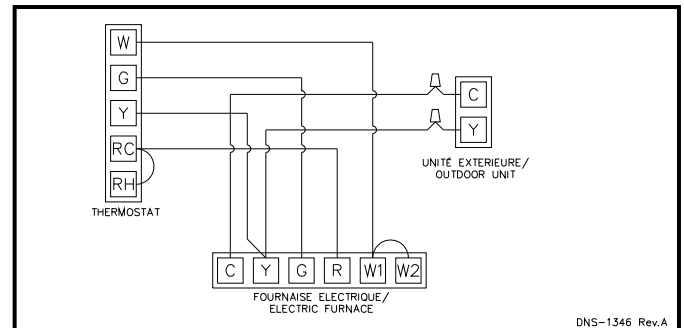 W
G
Y
RC
RH
THERMOSTAT
C
Y
UNITÉ EXTERIEURE/
OUTDOOR UNIT
C Y G R W1 W2
FOURNAISE ELECTRIQUE/
ELECTRIC FURNACE
DNS-1346 Rev.A